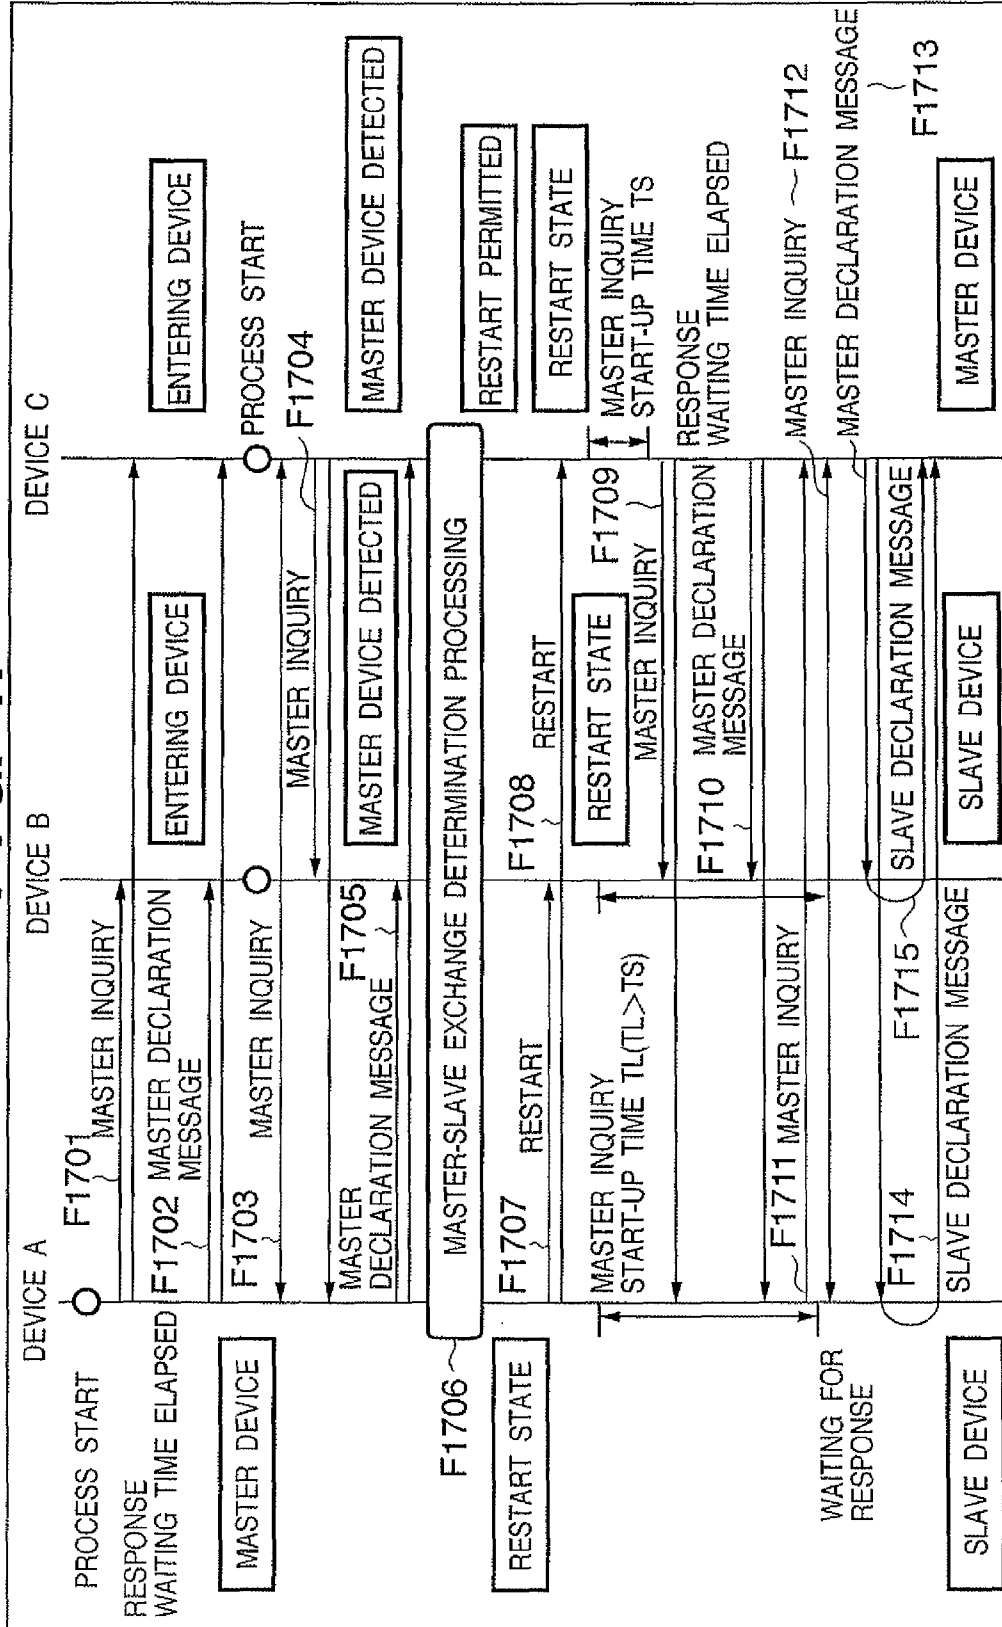 DEVICE A
DEVICE B
DEVICE C
PROCESS START
F1701
MASTER INQUIRY
RESPONSE
WAITING TIME ELAPSED
F1702 MASTER DECLARATION
MESSAGE
ENTERING DEVICE
ENTERING DEVICE
MASTER DEVICE
F1703
MASTER INQUIRY
PROCESS START
MASTER INQUIRY
F1704
MASTER
DECLARATION MESSAGE
F1705
MASTER DEVICE DETECTED
MASTER DEVICE DETECTED
F1706
MASTER-SLAVE EXCHANGE DETERMINATION PROCESSING
RESTART PERMITTED
RESTART STATE
F1707
RESTART
F1708
RESTART
RESTART STATE
MASTER INQUIRY
START-UP TIME TL(TL>TS)
RESTART STATE
F1709
MASTER INQUIRY
MASTER INQUIRY
START-UP TIME TS
RESPONSE
WAITING TIME ELAPSED
F1710 MASTER DECLARATION
MESSAGE
F1711 MASTER INQUIRY
MASTER INQUIRY
F1712
WAITING FOR
RESPONSE
MASTER DECLARATION MESSAGE
F1713
F1714
F1715
SLAVE DECLARATION MESSAGE
SLAVE DECLARATION MESSAGE
SLAVE DEVICE
SLAVE DEVICE
MASTER DEVICE